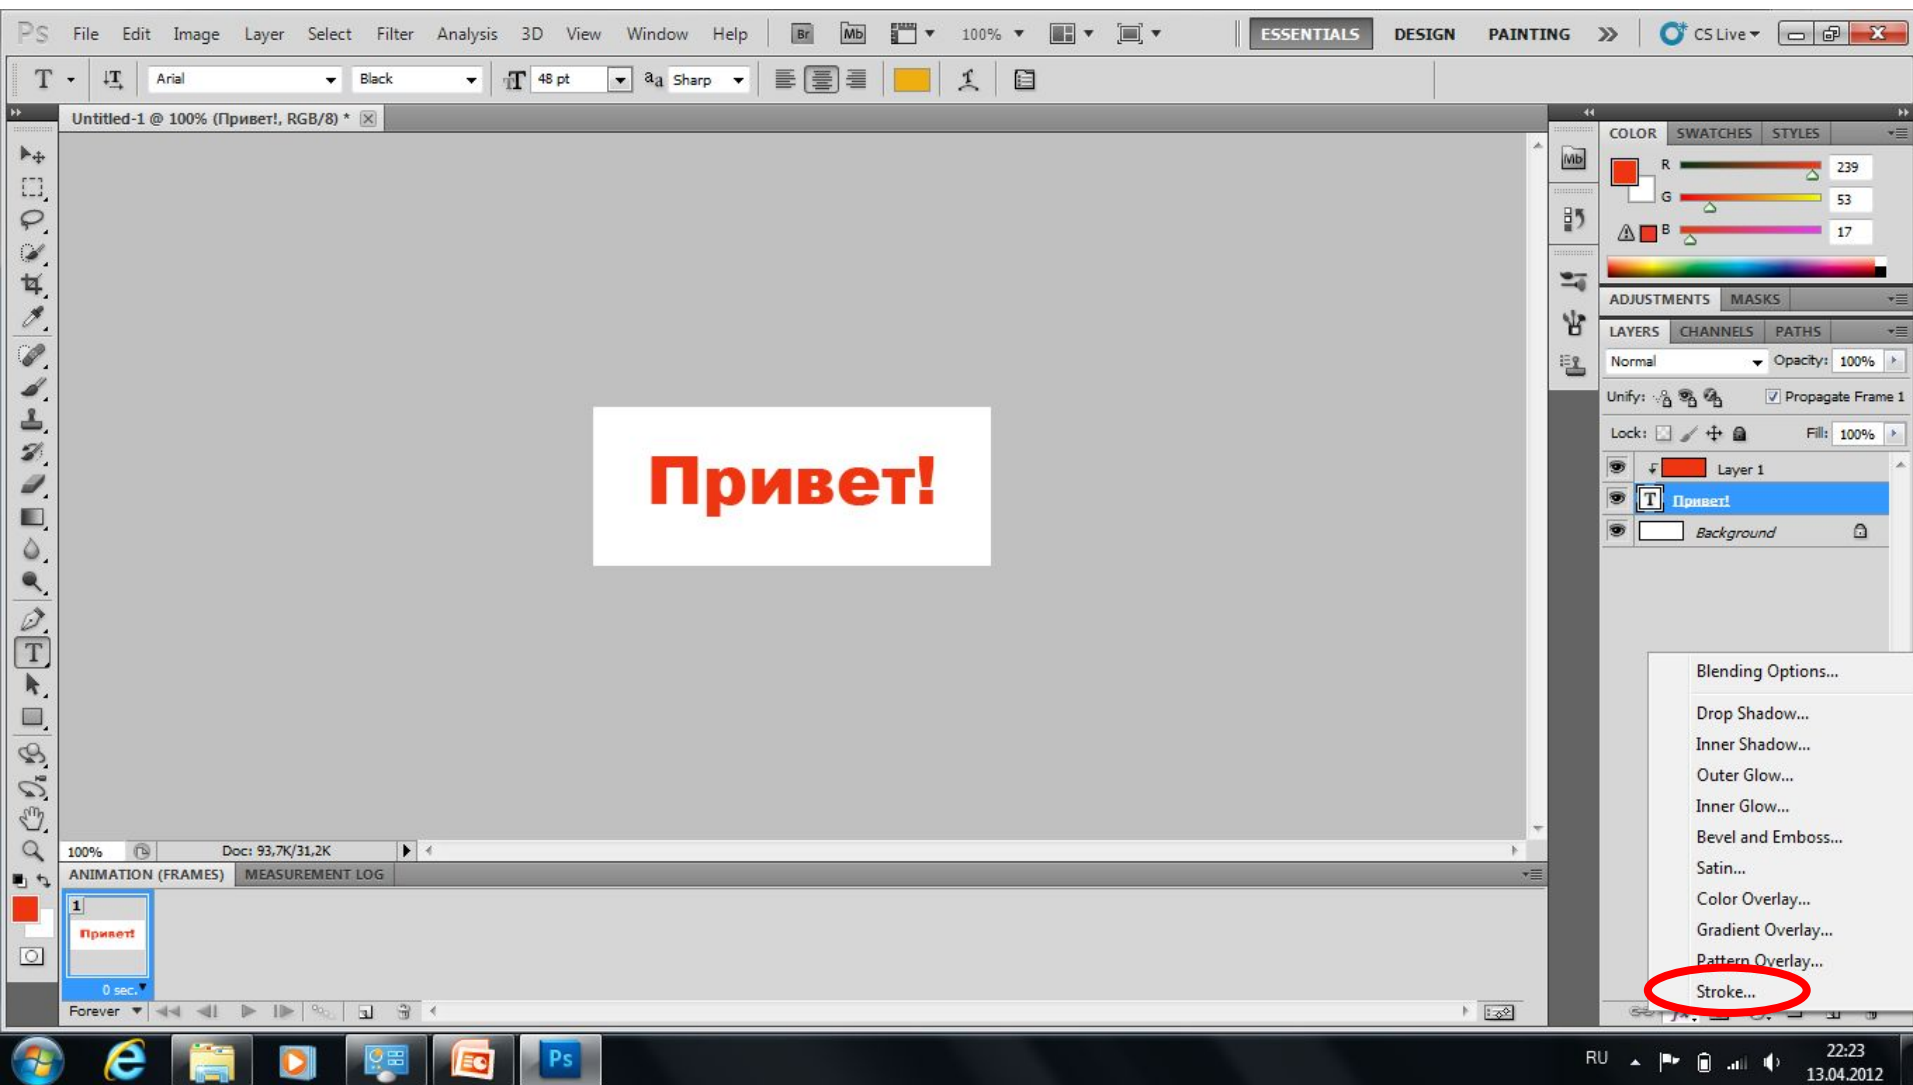 Ps File Edit Image Layer Select Filter Analysis 3D View Window Help Br Mb 100% ESSENTIALS DESIGN PAINTING CS Live
T Arial Black 48 pt aa Sharp
Untitled-1 @ 100% (Привет!, RGB/8) *
COLOR SWATCHES STYLES
Mb
R 239
G 53
B 17
ADJUSTMENTS MASKS
LAYERS CHANNELS PATHS
Normal Opacity: 100%
Unify: Propagate Frame 1
Lock: Fill: 100%
Layer 1
T Привет!
Background
Привет!
Blending Options...
Drop Shadow...
Inner Shadow...
Outer Glow...
Inner Glow...
Bevel and Emboss...
Satin...
Color Overlay...
Gradient Overlay...
Pattern Overlay...
Stroke...
100% Doc: 93,7K/31,2K
ANIMATION (FRAMES) MEASUREMENT LOG
1
Привет!
0 sec.
Forever
Ps
RU 22:23
13.04.2012